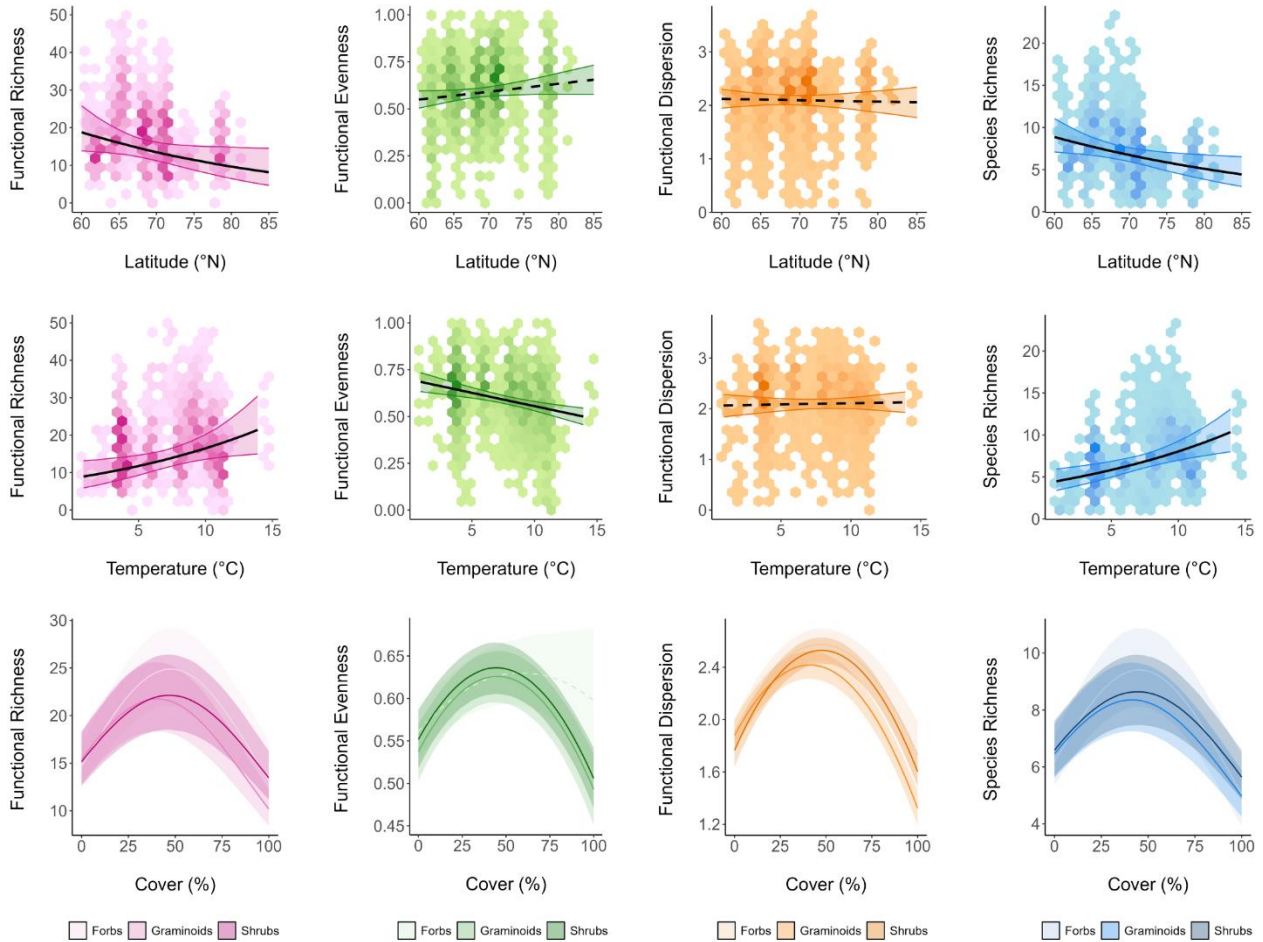 50
40
30
20
10
0
Functional Richness
60 65 70 75 80 85
Latitude (°N)
1.00
0.75
0.50
0.25
0.00
Functional Evenness
60 65 70 75 80 85
Latitude (°N)
3
2
1
0
Functional Dispersion
60 65 70 75 80 85
Latitude (°N)
20
15
10
5
0
Species Richness
60 65 70 75 80 85
Latitude (°N)
50
40
30
20
10
0
Functional Richness
5 10 15
Temperature (°C)
1.00
0.75
0.50
0.25
0.00
Functional Evenness
5 10 15
Temperature (°C)
3
2
1
0
Functional Dispersion
5 10 15
Temperature (°C)
20
15
10
5
0
Species Richness
5 10 15
Temperature (°C)
30
25
20
15
10
Functional Richness
0 25 50 75 100
Cover (%)
0.65
0.60
0.55
0.50
0.45
Functional Evenness
0 25 50 75 100
Cover (%)
2.4
2.0
1.6
1.2
Functional Dispersion
0 25 50 75 100
Cover (%)
10
8
6
4
Species Richness
0 25 50 75 100
Cover (%)
Forbs Graminoids Shrubs
Forbs Graminoids Shrubs
Forbs Graminoids Shrubs
Forbs Graminoids Shrubs